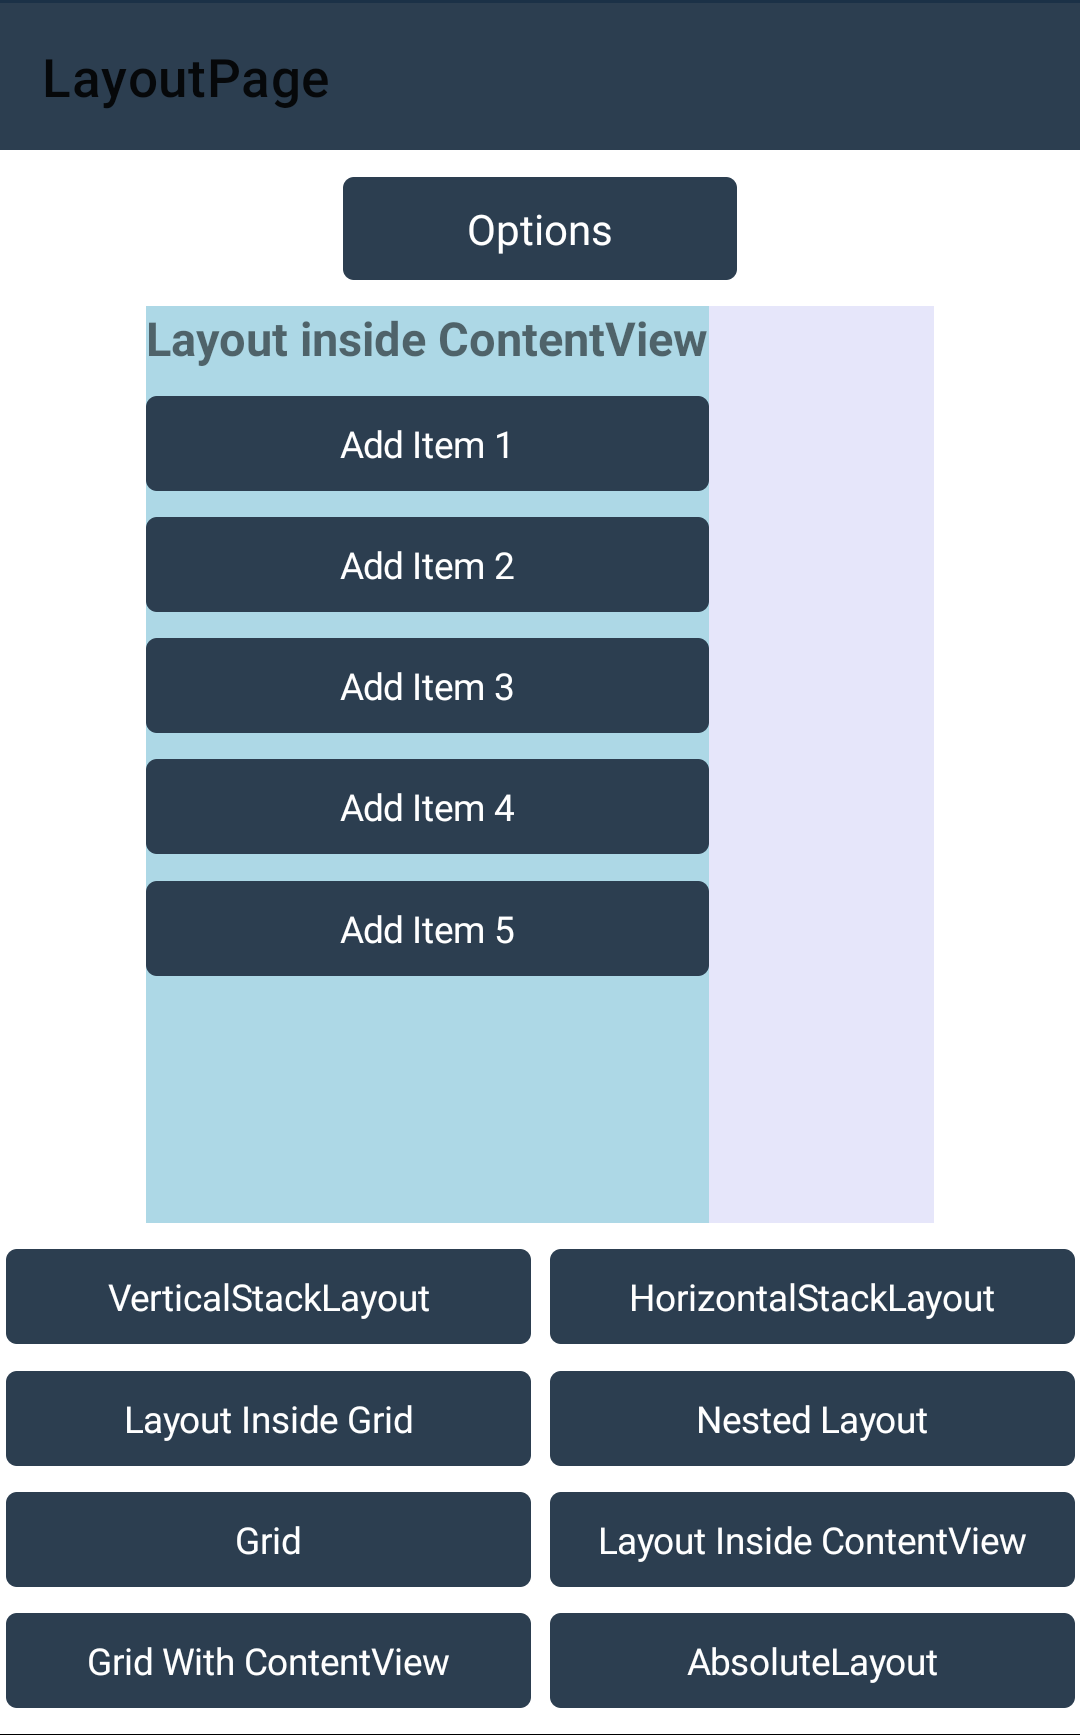 LayoutPage
Options
Layout inside ContentView
Add Item 1
Add Item 2
Add Item 3
Add Item 4
Add Item 5
VerticalStackLayout
HorizontalStackLayout
Layout Inside Grid
Nested Layout
Grid
Layout Inside ContentView
Grid With ContentView
AbsoluteLayout